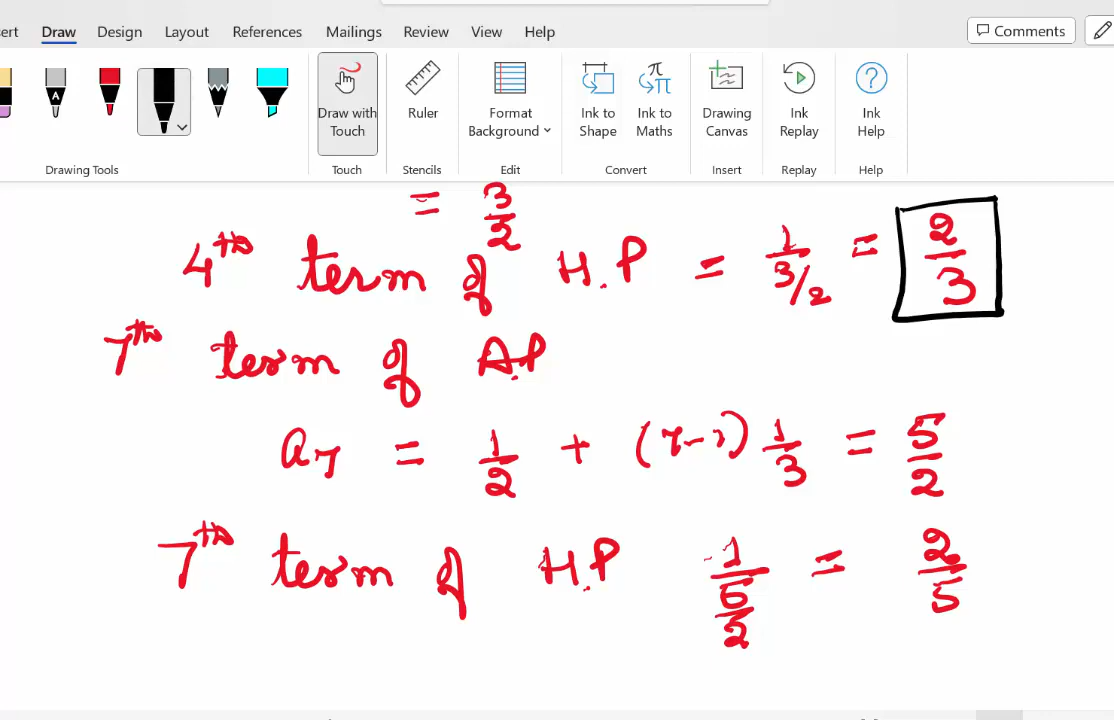 ert Draw Design Layout References Mailings Review View Help Comments
Draw with Touch Ruler Format Background Ink to Shape Ink to Maths Drawing Canvas Ink Replay Ink Help
Drawing Tools Touch Stencils Edit Convert Insert Replay Help
= 3/2
4th term of H.P = 1/3/2 = 2/3
7th term of A.P
a7 = 1/2 + (7-1) 1/3 = 5/2
7th term of H.P 1/5/2 = 2/5